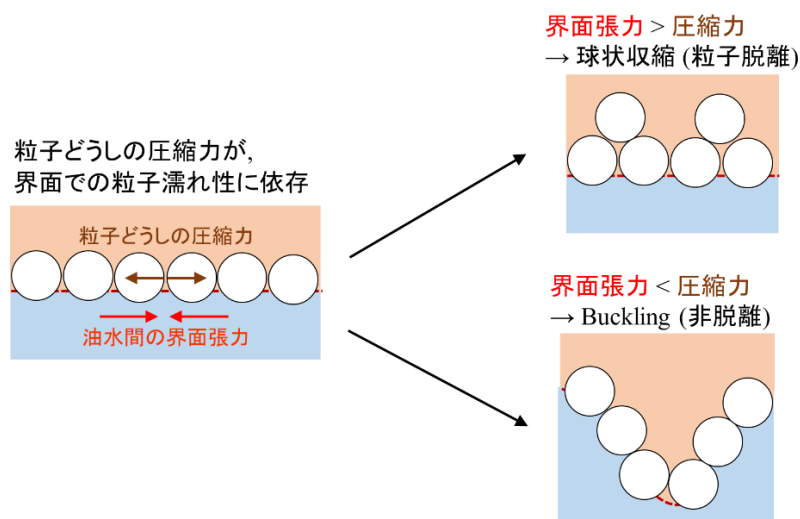 粒子どうしの圧縮力が,
界面での粒子濡れ性に依存
粒子どうしの圧縮力
油水間の界面張力
界面張力 > 圧縮力
→ 球状収縮 (粒子脱離)
界面張力 < 圧縮力
→ Buckling (非脱離)